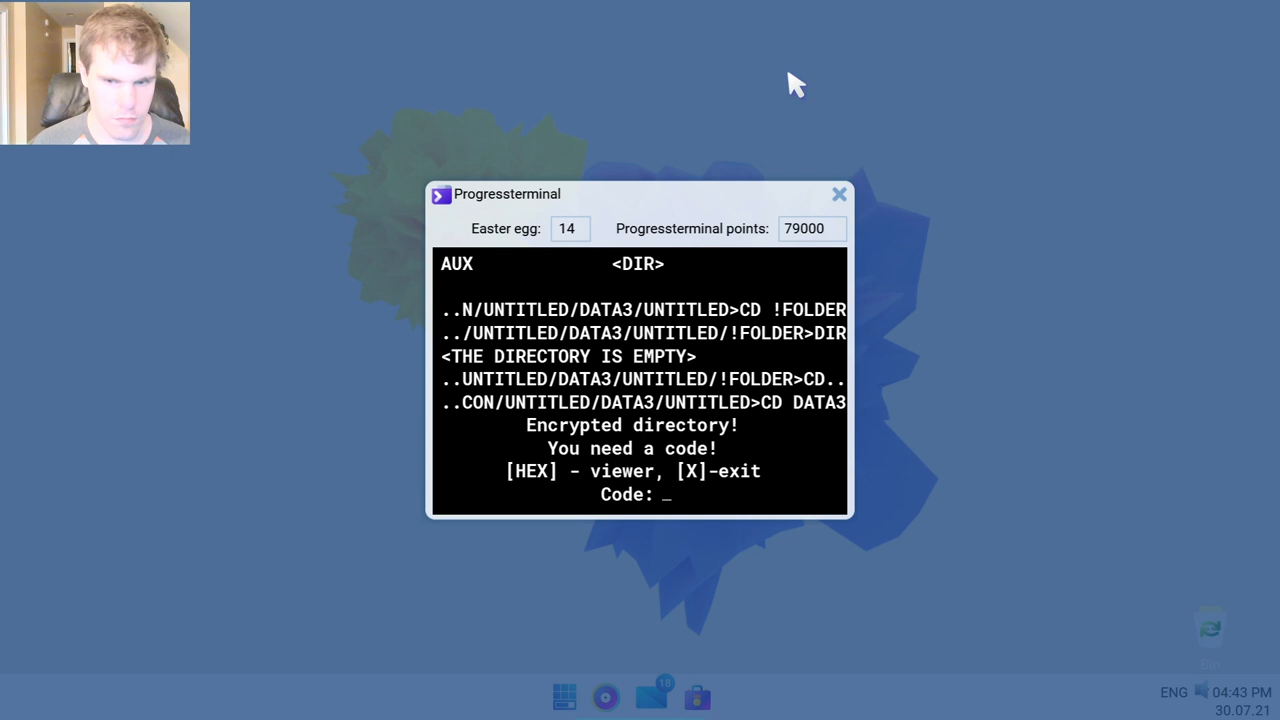 Progressterminal
Easter egg: 14 Progressterminal points: 79000
AUX <DIR>
..N/UNTITLED/DATA3/UNTITLED>CD !FOLDER
../UNTITLED/DATA3/UNTITLED/!FOLDER>DIR
<THE DIRECTORY IS EMPTY>
..UNTITLED/DATA3/UNTITLED/!FOLDER>CD..
..CON/UNTITLED/DATA3/UNTITLED>CD DATA3
Encrypted directory!
You need a code!
[HEX] - viewer, [X]-exit
Code: _
Bin
18
ENG 04:43 PM
30.07.21